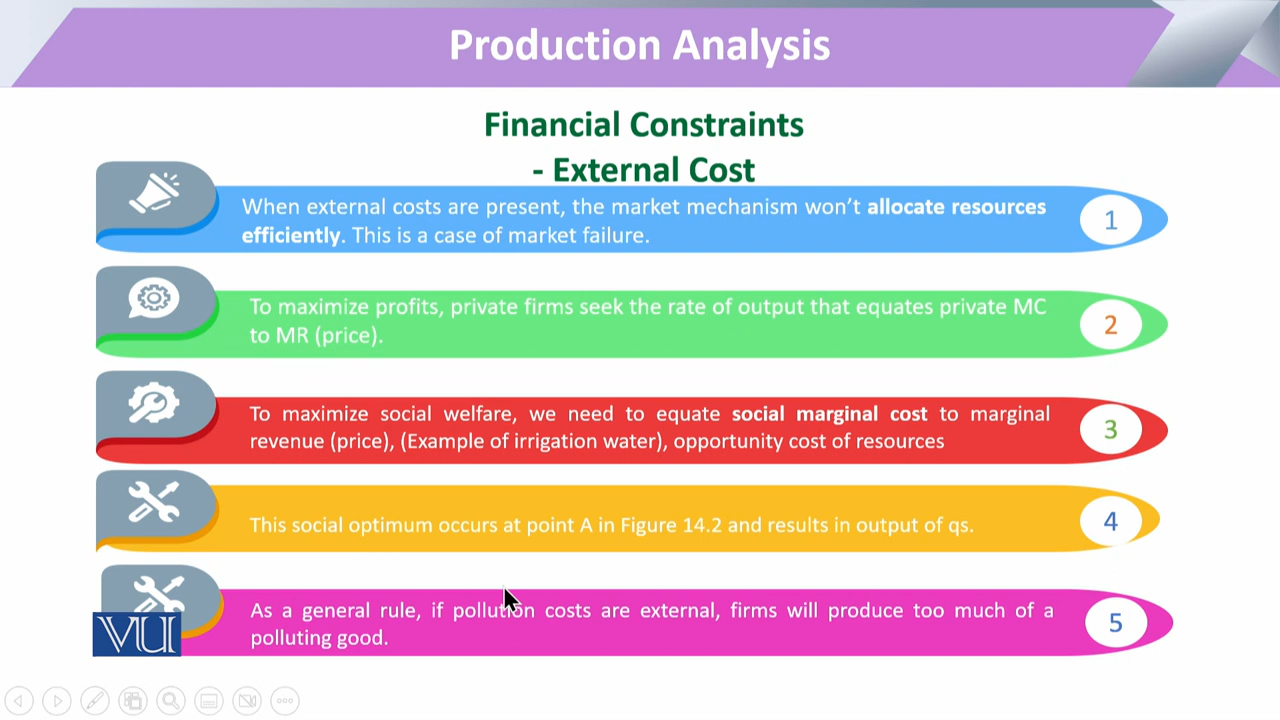 Production Analysis
Financial Constraints
- External Cost
When external costs are present, the market mechanism won’t allocate resources
efficiently. This is a case of market failure.
1
To maximize profits, private firms seek the rate of output that equates private MC
to MR (price).
2
To maximize social welfare, we need to equate social marginal cost to marginal
revenue (price), (Example of irrigation water), opportunity cost of resources
3
This social optimum occurs at point A in Figure 14.2 and results in output of qs.
4
As a general rule, if pollution costs are external, firms will produce too much of a
polluting good.
5
VU